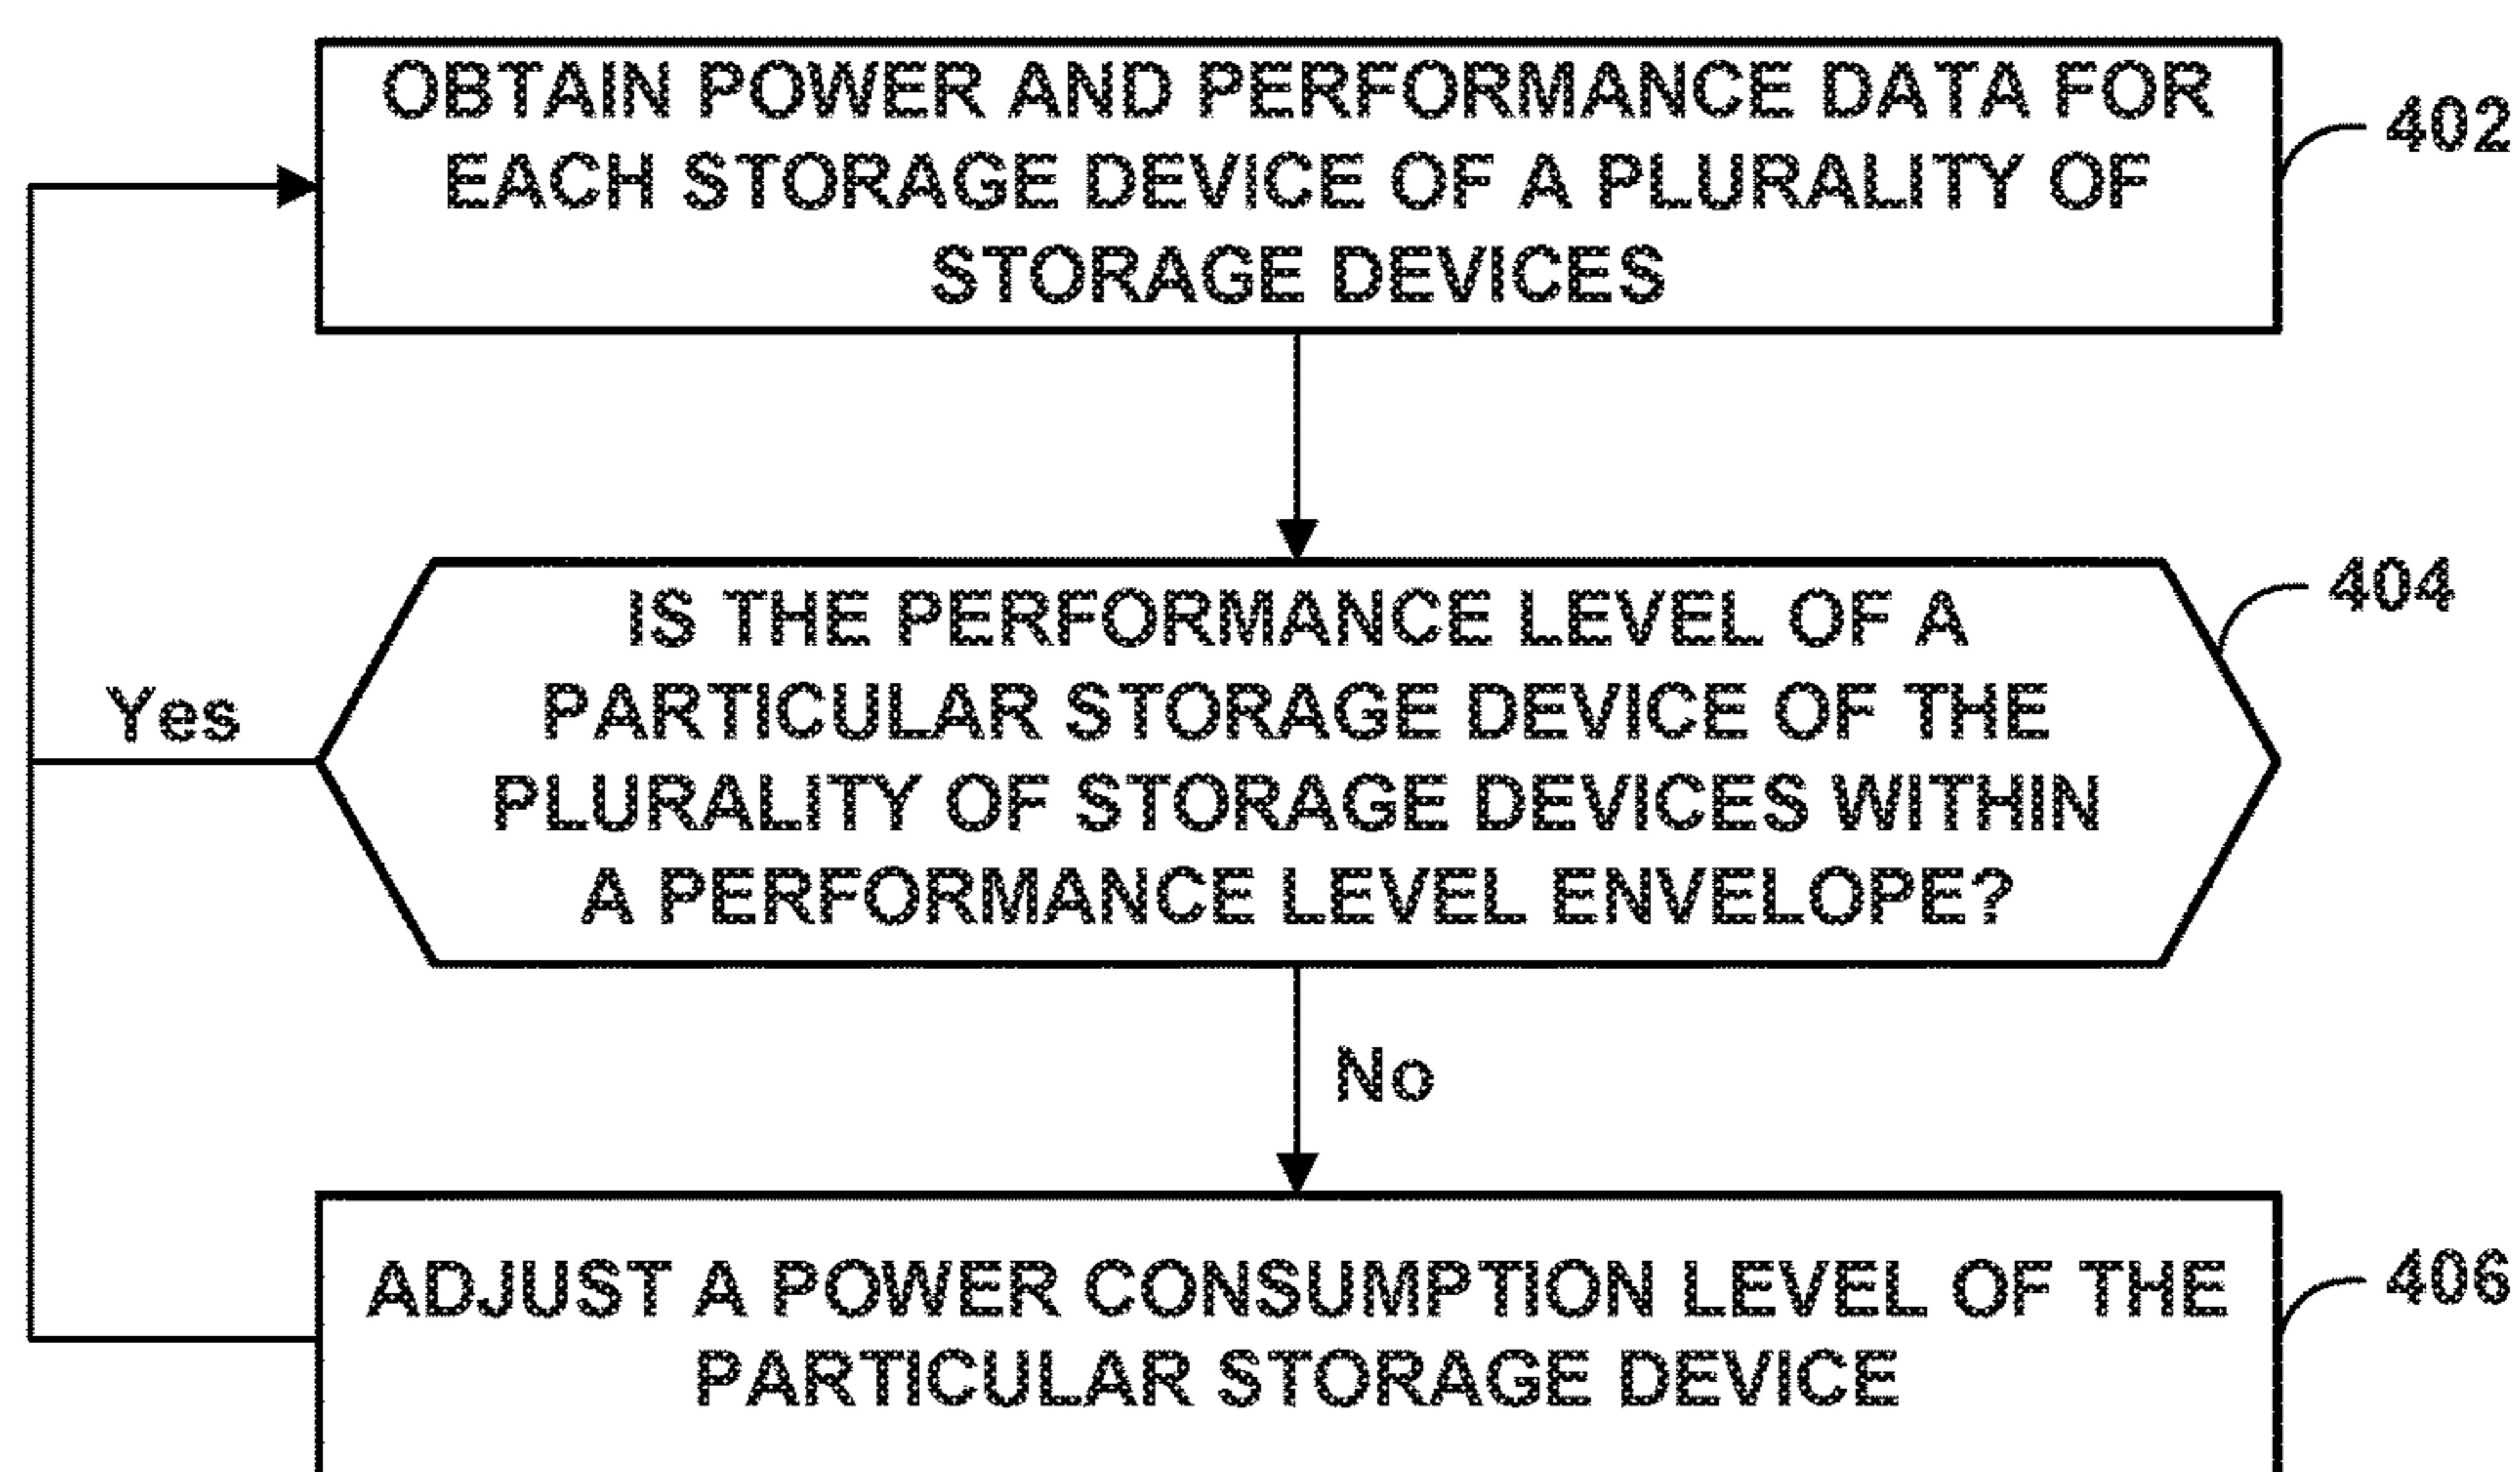 OBTAIN POWER AND PERFORMANCE DATA FOR
EACH STORAGE DEVICE OF A PLURALITY OF
STORAGE DEVICES
402
IS THE PERFORMANCE LEVEL OF A
PARTICULAR STORAGE DEVICE OF THE
PLURALITY OF STORAGE DEVICES WITHIN
A PERFORMANCE LEVEL ENVELOPE?
404
Yes
No
ADJUST A POWER CONSUMPTION LEVEL OF THE
PARTICULAR STORAGE DEVICE
406